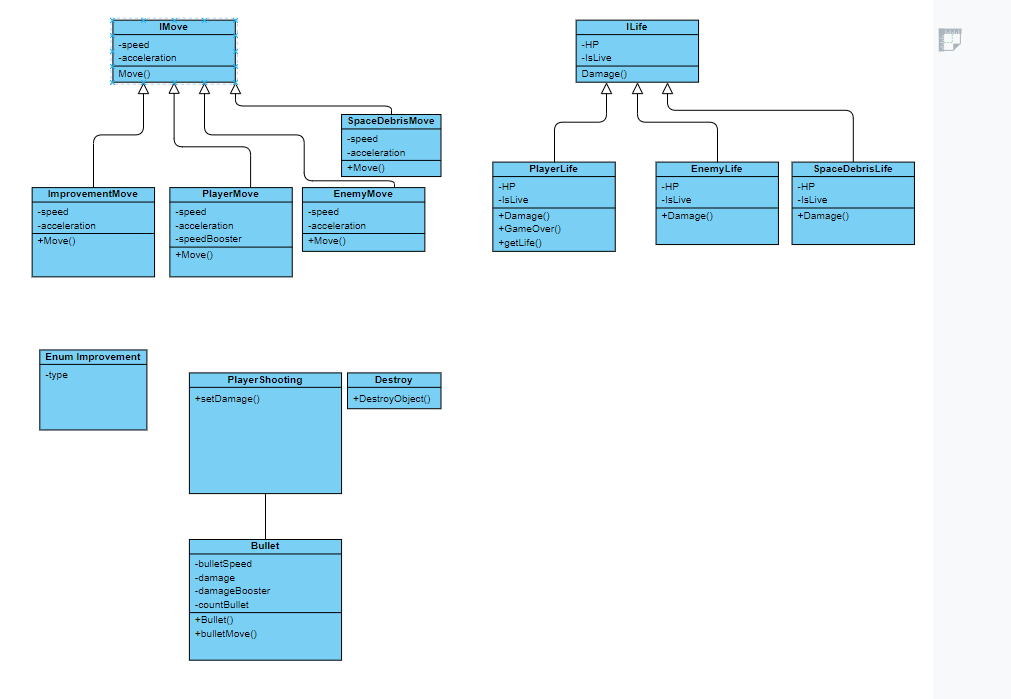 IMove
-speed
-acceleration
Move()
ILife
-HP
-IsLive
Damage()
SpaceDebrisMove
-speed
-acceleration
+Move()
ImprovementMove
-speed
-acceleration
+Move()
PlayerMove
-speed
-acceleration
-speedBooster
+Move()
EnemyMove
-speed
-acceleration
+Move()
PlayerLife
-HP
-IsLive
+Damage()
+GameOver()
+getLife()
EnemyLife
-HP
-IsLive
+Damage()
SpaceDebrisLife
-HP
-IsLive
+Damage()
Enum Improvement
-type
PlayerShooting
+setDamage()
Destroy
+DestroyObject()
Bullet
-bulletSpeed
-damage
-damageBooster
-countBullet
+Bullet()
+bulletMove()